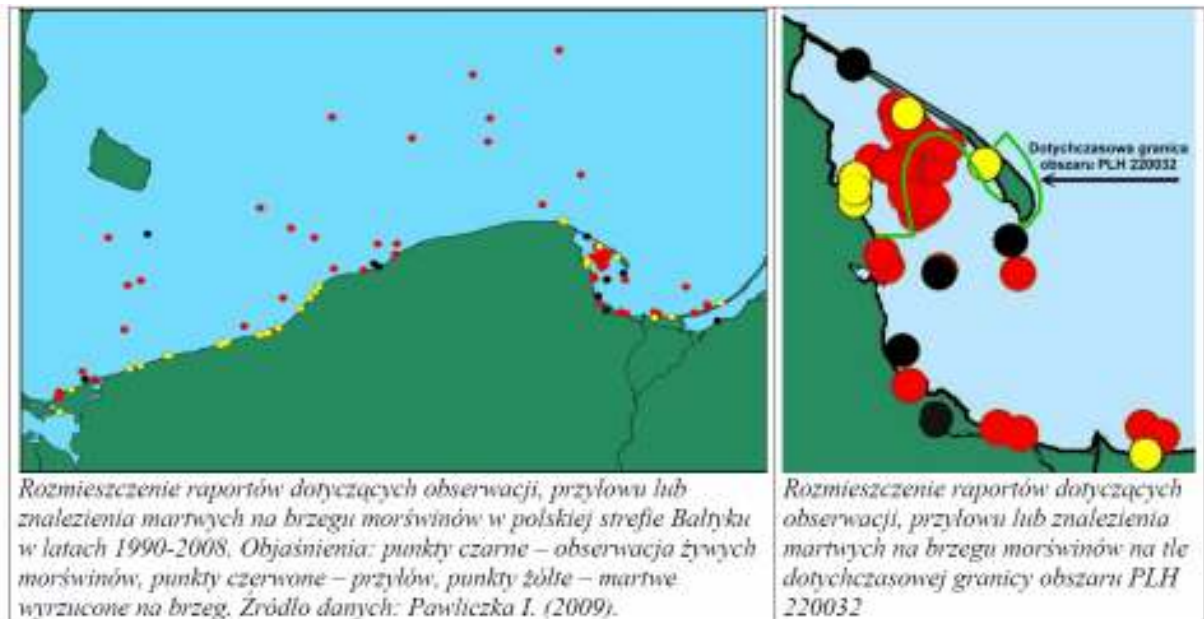 Dotychczasowa granica
obszaru PLH 220032
Rozmieszczenie raportów dotyczących obserwacji, przyłowu lub
znalezienia martwych na brzegu morświnów w polskiej strefie Bałtyku
w latach 1990-2008. Objaśnienia: punkty czarne – obserwacja żywych
morświnów, punkty czerwone – przyłów, punkty żółte – martwe
wyrzucone na brzeg. Źródło danych: Pawliczka I. (2009).
Rozmieszczenie raportów dotyczących
obserwacji, przyłowu lub znalezienia
martwych na brzegu morświnów na tle
dotychczasowej granicy obszaru PLH
220032